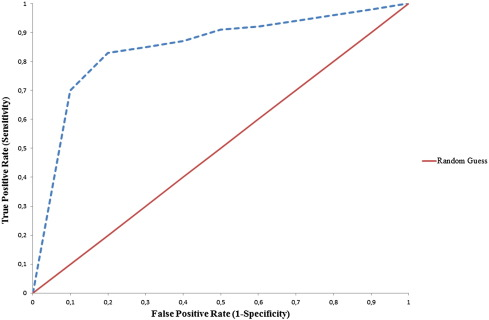 1
0,9
0,8
0,7
0,6
0,5
0,4
0,3
0,2
0,1
0
True Positive Rate (Sensitivity)
0 0,1 0,2 0,3 0,4 0,5 0,6 0,7 0,8 0,9 1
False Positive Rate (1-Specificity)
Random Guess